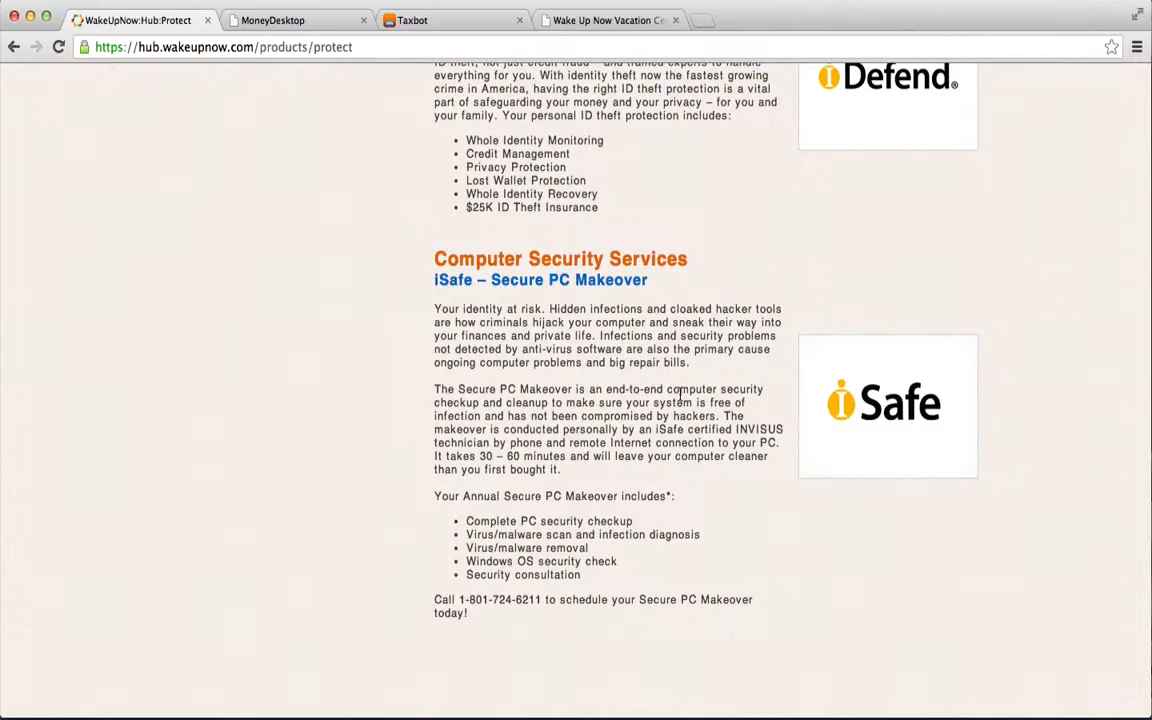 WakeUpNow:Hub:Protect
MoneyDesktop
Taxbot
Wake Up Now Vacation Ce
https://hub.wakeupnow.com/products/protect
ID theft, not just credit fraud – and trained experts to handle
everything for you. With identity theft now the fastest growing
crime in America, having the right ID theft protection is a vital
part of safeguarding your money and your privacy – for you and
your family. Your personal ID theft protection includes:
• Whole Identity Monitoring
• Credit Management
• Privacy Protection
• Lost Wallet Protection
• Whole Identity Recovery
• $25K ID Theft Insurance
iDefend®
Computer Security Services
iSafe – Secure PC Makeover
Your identity at risk. Hidden infections and cloaked hacker tools
are how criminals hijack your computer and sneak their way into
your finances and private life. Infections and security problems
not detected by anti-virus software are also the primary cause
ongoing computer problems and big repair bills.
The Secure PC Makeover is an end-to-end computer security
checkup and cleanup to make sure your system is free of
infection and has not been compromised by hackers. The
makeover is conducted personally by an iSafe certified INVISUS
technician by phone and remote Internet connection to your PC.
It takes 30 – 60 minutes and will leave your computer cleaner
than you first bought it.
iSafe
Your Annual Secure PC Makeover includes*:
• Complete PC security checkup
• Virus/malware scan and infection diagnosis
• Virus/malware removal
• Windows OS security check
• Security consultation
Call 1-801-724-6211 to schedule your Secure PC Makeover
today!